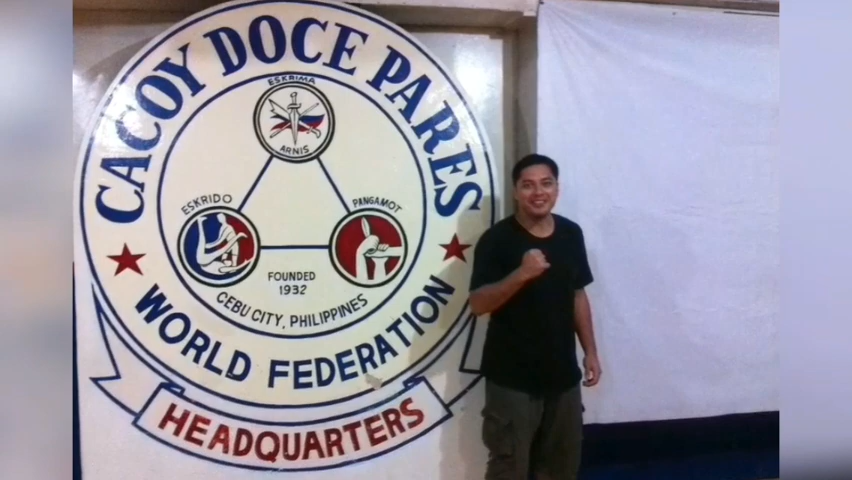 CACOY DOCE PARES
ESKRIMA
ARNIS
ESKRIDO
PANGAMOT
FOUNDED
1932
CEBU CITY, PHILIPPINES
WORLD FEDERATION
HEADQUARTERS